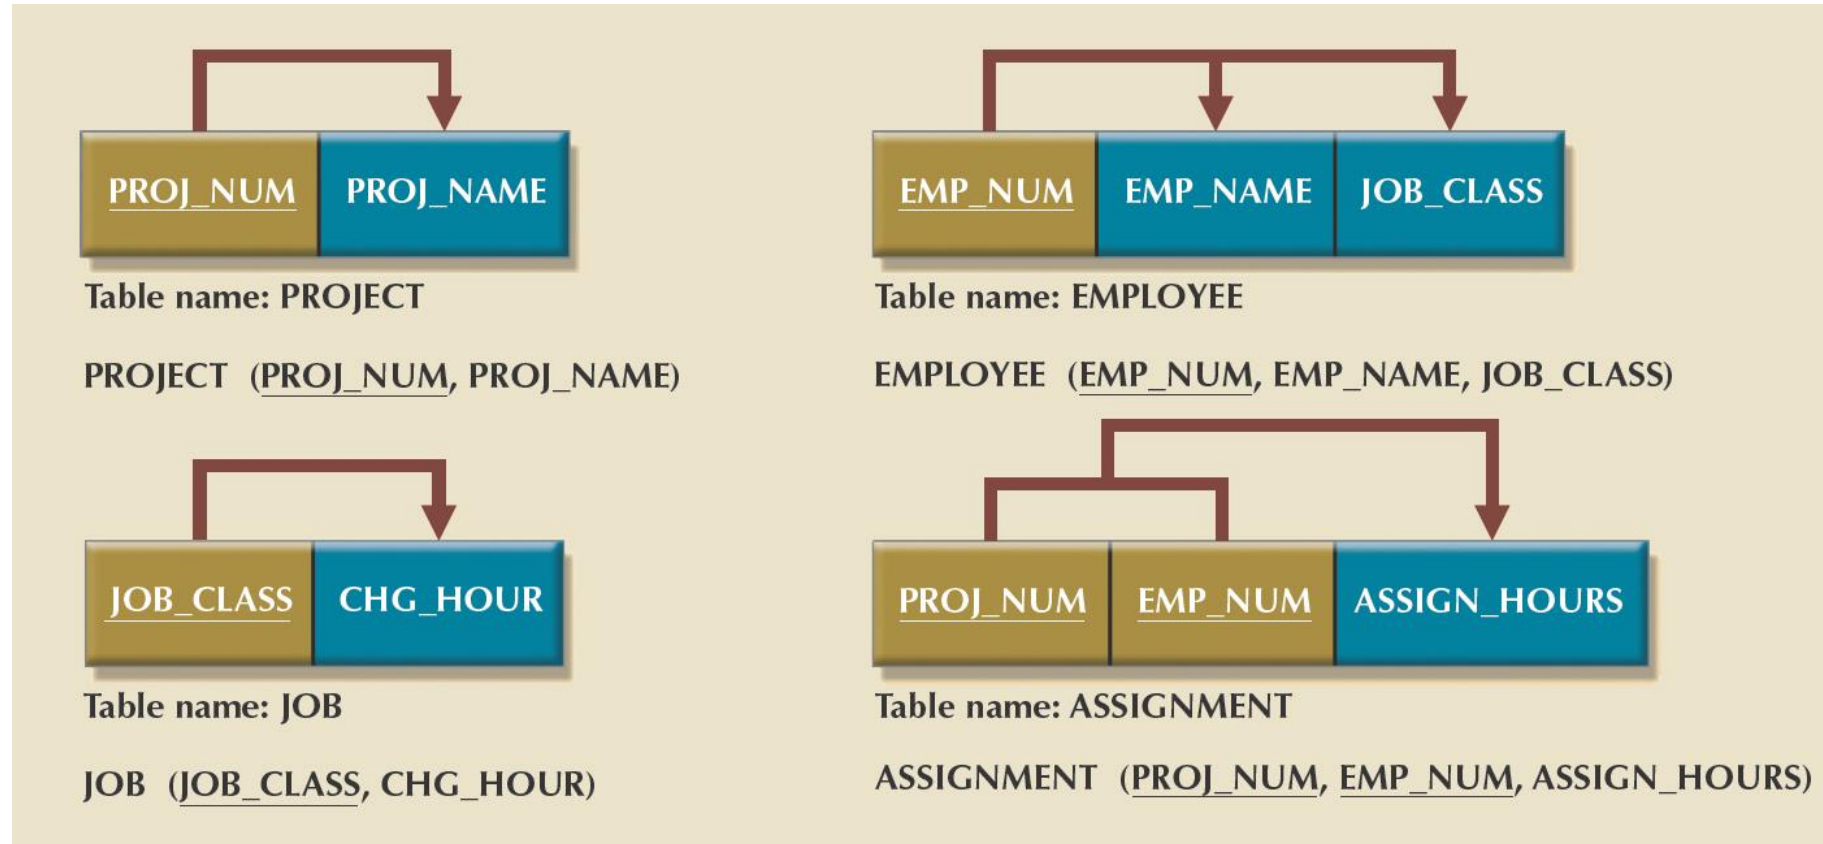 PROJ_NUM PROJ_NAME
Table name: PROJECT
PROJECT (PROJ_NUM, PROJ_NAME)
EMP_NUM EMP_NAME JOB_CLASS
Table name: EMPLOYEE
EMPLOYEE (EMP_NUM, EMP_NAME, JOB_CLASS)
JOB_CLASS CHG_HOUR
Table name: JOB
JOB (JOB_CLASS, CHG_HOUR)
PROJ_NUM EMP_NUM ASSIGN_HOURS
Table name: ASSIGNMENT
ASSIGNMENT (PROJ_NUM, EMP_NUM, ASSIGN_HOURS)